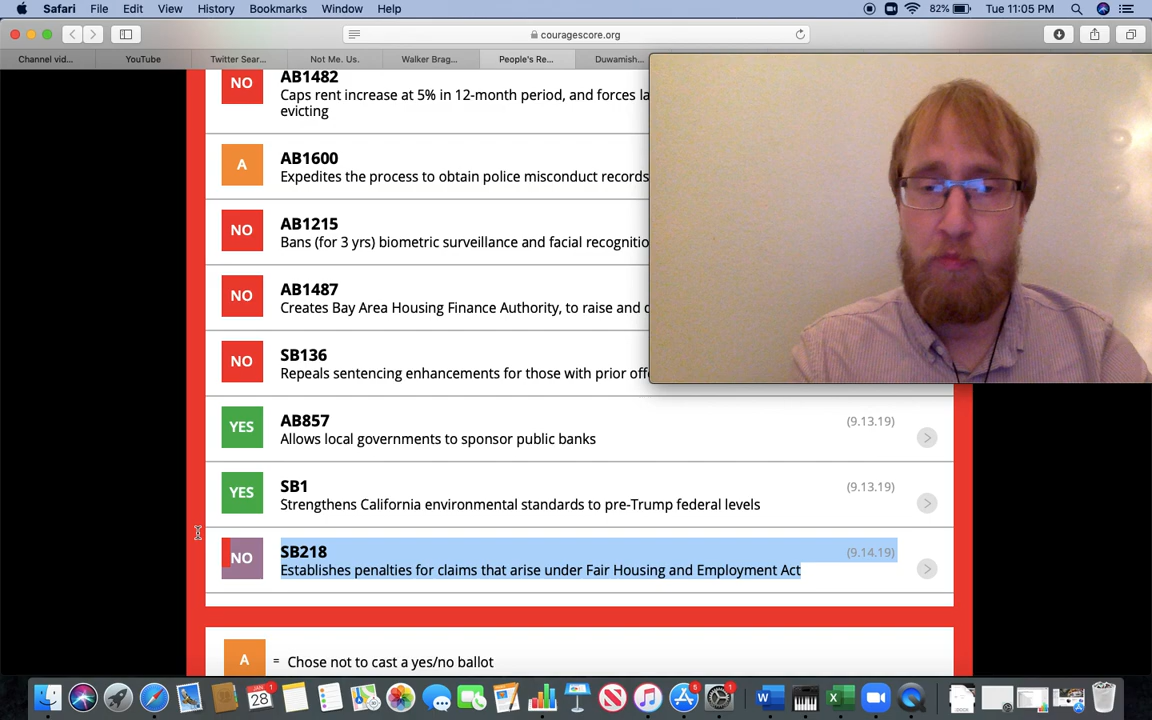 Safari File Edit View History Bookmarks Window Help 82% Tue 11:05 PM
couragescore.org
Channel vid... YouTube Twitter Sear... Not Me. Us. Walker Brag... People's Re... Duwamish...
NO AB1482
Caps rent increase at 5% in 12-month period, and forces la
evicting
A AB1600
Expedites the process to obtain police misconduct records
NO AB1215
Bans (for 3 yrs) biometric surveillance and facial recognitio
NO AB1487
Creates Bay Area Housing Finance Authority, to raise and
NO SB136
Repeals sentencing enhancements for those with prior off
YES AB857 (9.13.19)
Allows local governments to sponsor public banks
YES SB1 (9.13.19)
Strengthens California environmental standards to pre-Trump federal levels
NO SB218 (9.14.19)
Establishes penalties for claims that arise under Fair Housing and Employment Act
A = Chose not to cast a yes/no ballot
JAN 1
28
6
1